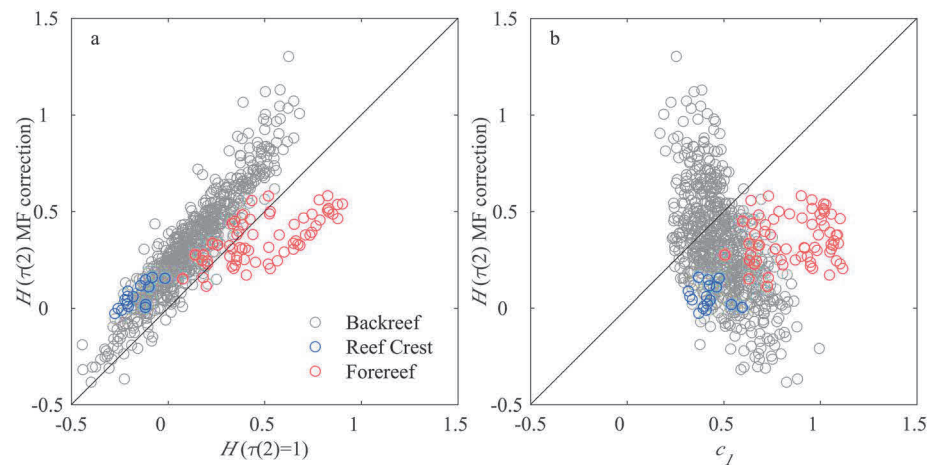 a
1.5
1
0.5
0
-0.5
H(τ(2) MF correction)
-0.5
0
0.5
1
1.5
H(τ(2)=1)
Backreef
Reef Crest
Forereef
b
1.5
1
0.5
0
-0.5
H(τ(2) MF correction)
-0.5
0
0.5
1
1.5
c₁